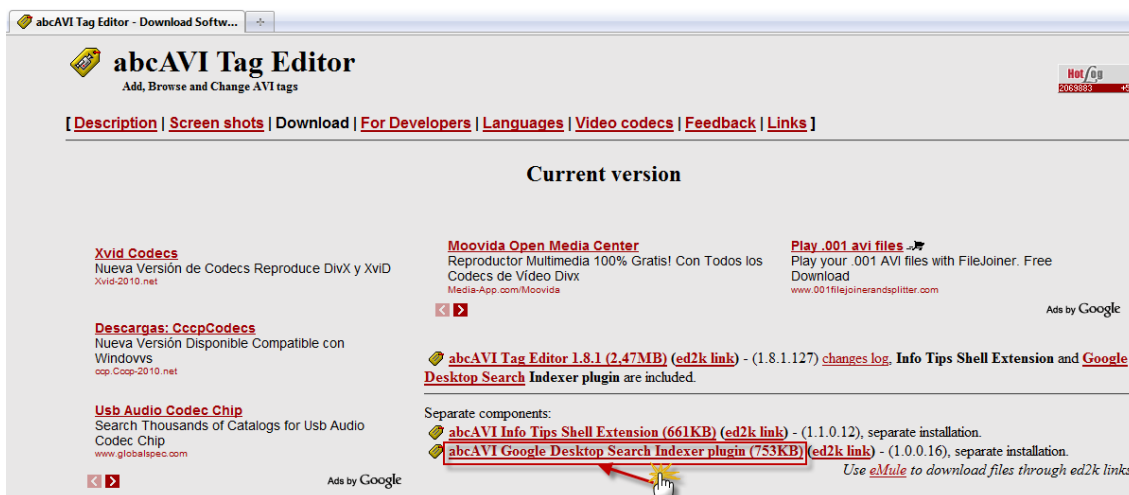 abcAVI Tag Editor - Download Softw...
abcAVI Tag Editor
Add, Browse and Change AVI tags
HotLog
2069883 +5
[ Description | Screen shots | Download | For Developers | Languages | Video codecs | Feedback | Links ]
Current version
Xvid Codecs
Nueva Versión de Codecs Reproduce DivX y XviD
Xvid-2010.net
Descargas: CccpCodecs
Nueva Versión Disponible Compatible con
Windovvs
ccp.Cccp-2010.net
Usb Audio Codec Chip
Search Thousands of Catalogs for Usb Audio
Codec Chip
www.globalspec.com
Ads by Google
Moovida Open Media Center
Reproductor Multimedia 100% Gratis! Con Todos los
Codecs de Vídeo Divx
Media-App.com/Moovida
Play .001 avi files
Play your .001 AVI files with FileJoiner. Free
Download
www.001filejoinerandsplitter.com
Ads by Google
abcAVI Tag Editor 1.8.1 (2,47MB) (ed2k link) - (1.8.1.127) changes log, Info Tips Shell Extension and Google
Desktop Search Indexer plugin are included.
Separate components:
abcAVI Info Tips Shell Extension (661KB) (ed2k link) - (1.1.0.12), separate installation.
abcAVI Google Desktop Search Indexer plugin (753KB) (ed2k link) - (1.0.0.16), separate installation.
Use eMule to download files through ed2k links